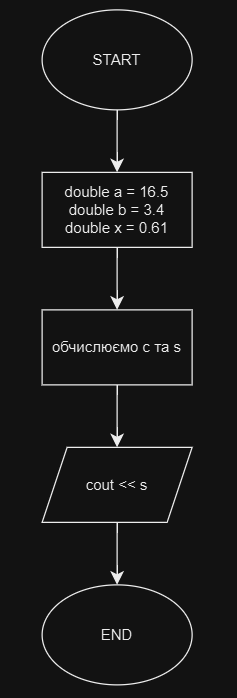 START
double a = 16.5
double b = 3.4
double x = 0.61
обчислюємо с та s
cout << s
END